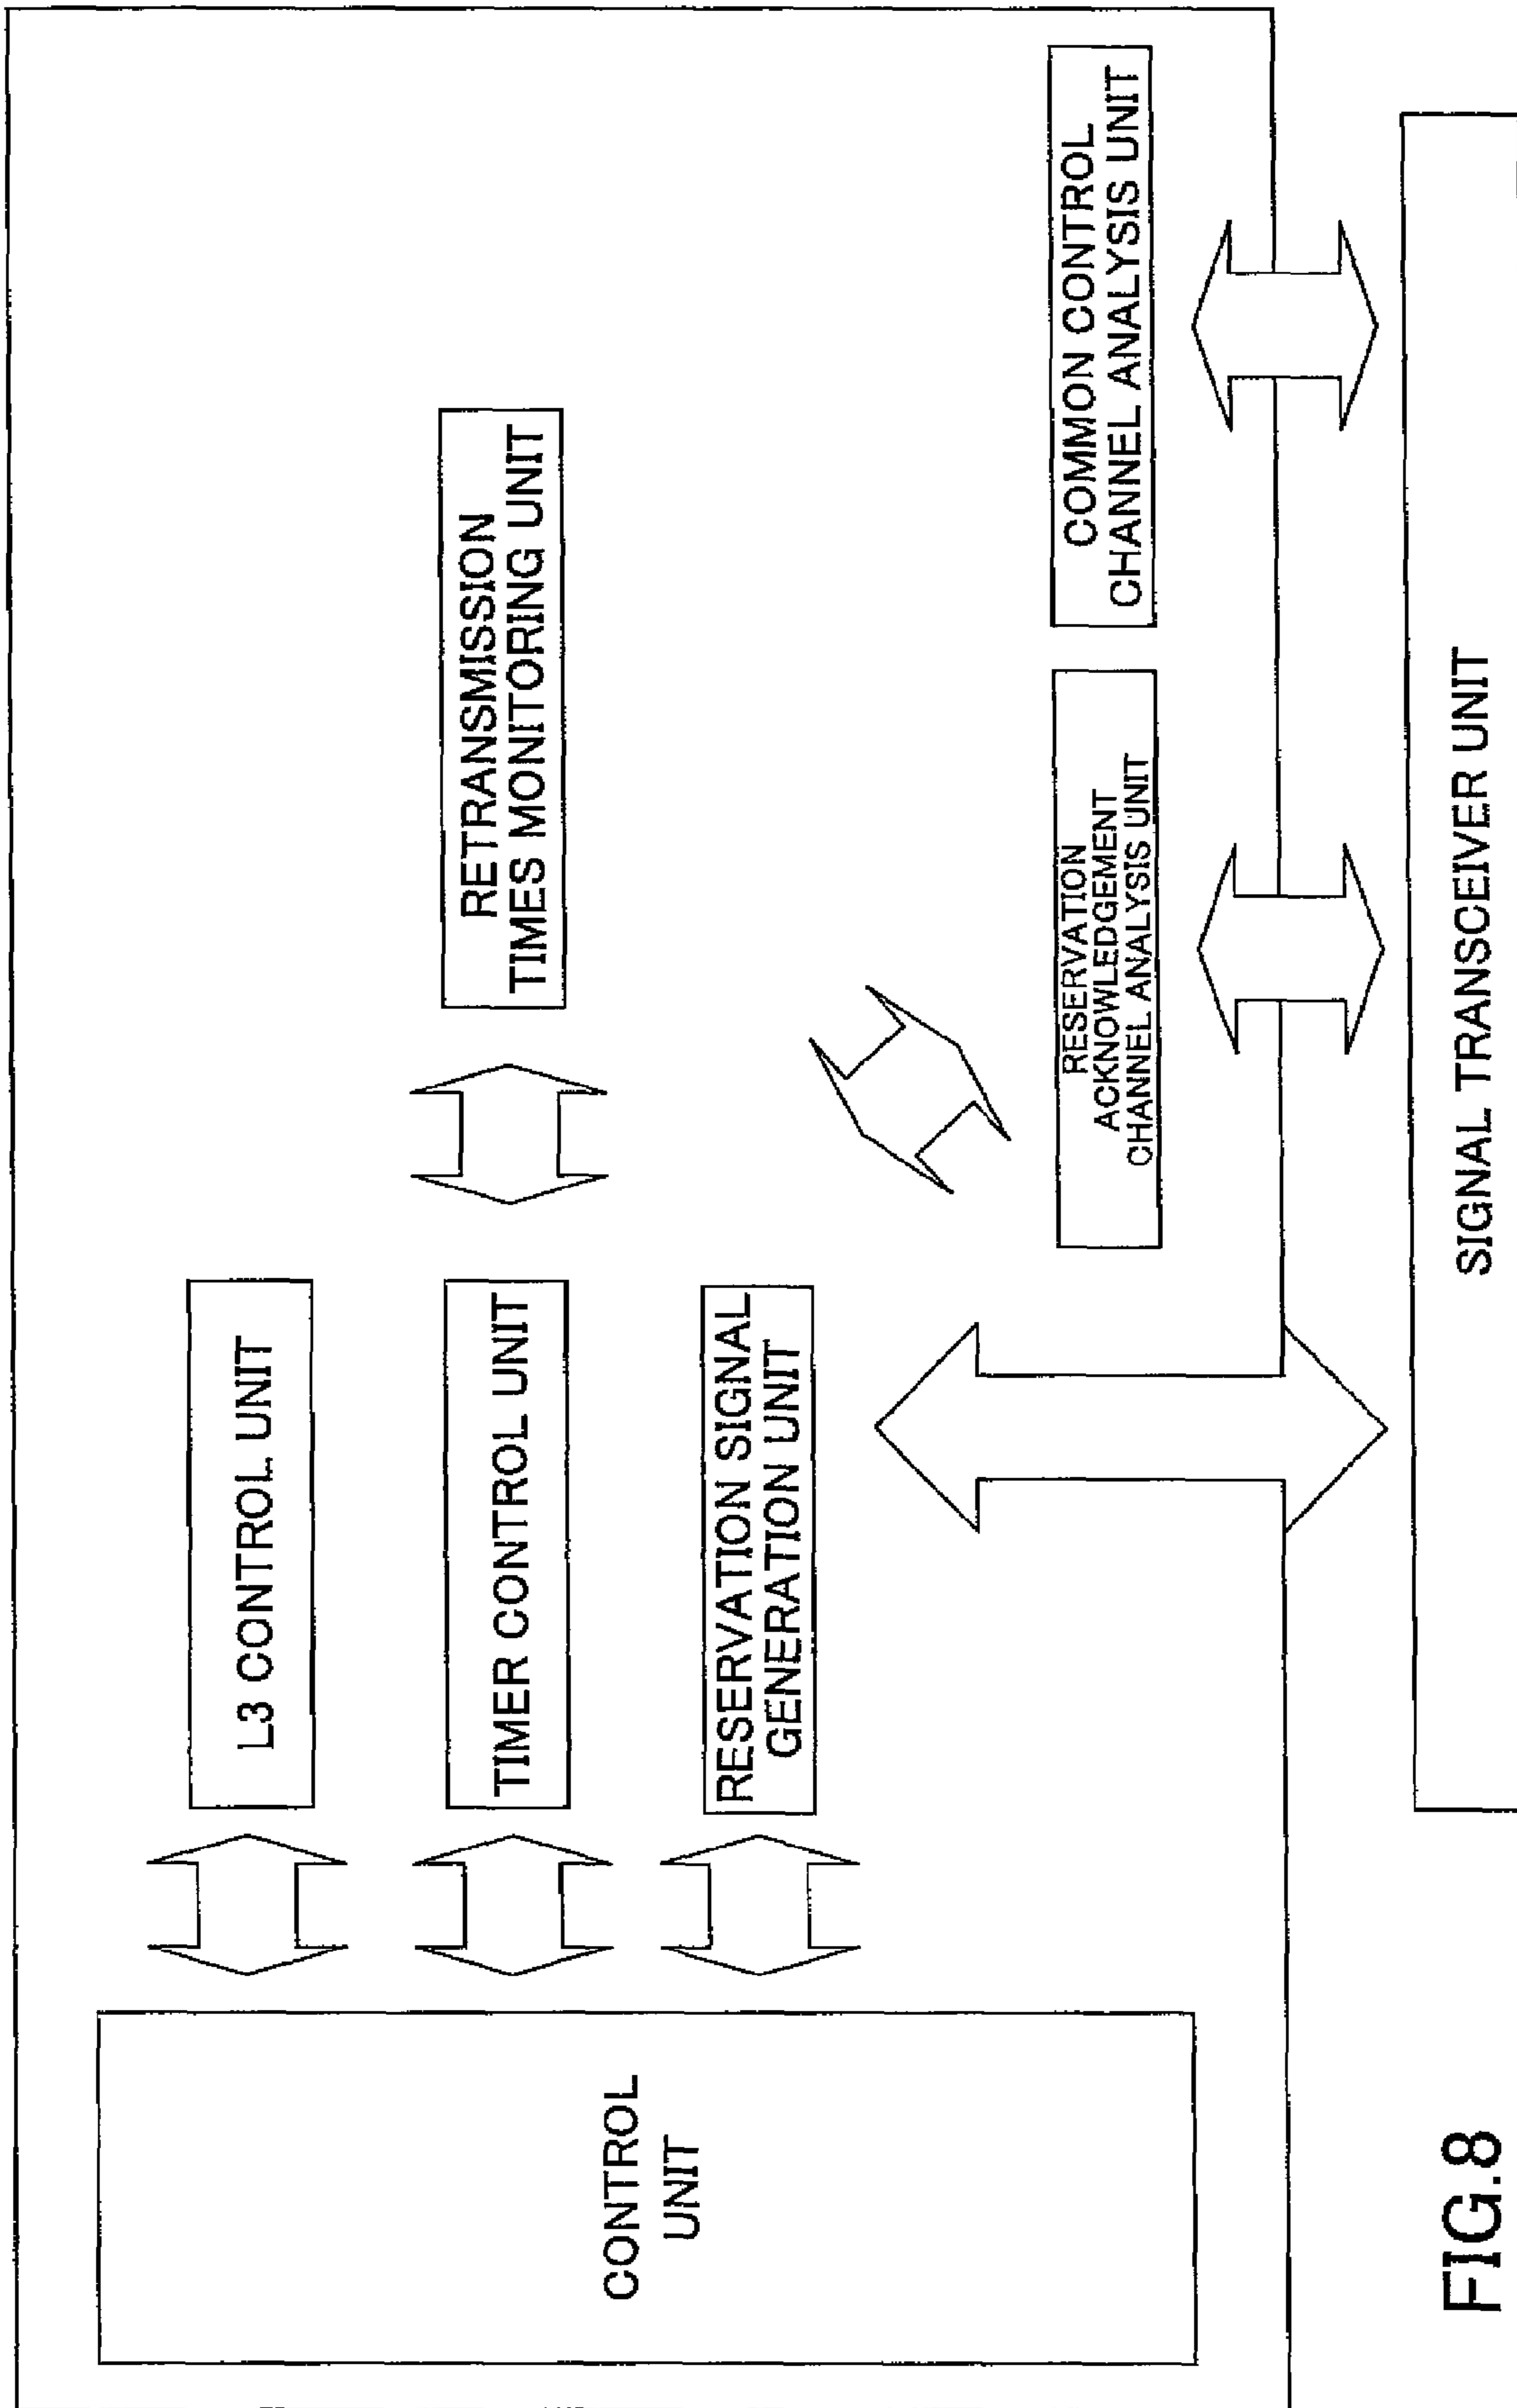 CONTROL
UNIT
L3 CONTROL UNIT
TIMER CONTROL UNIT
RESERVATION SIGNAL
GENERATION UNIT
RETRANSMISSION
TIMES MONITORING UNIT
RESERVATION
ACKNOWLEDGEMENT
CHANNEL ANALYSIS UNIT
COMMON CONTROL
CHANNEL ANALYSIS UNIT
SIGNAL TRANSCEIVER UNIT
FIG.8